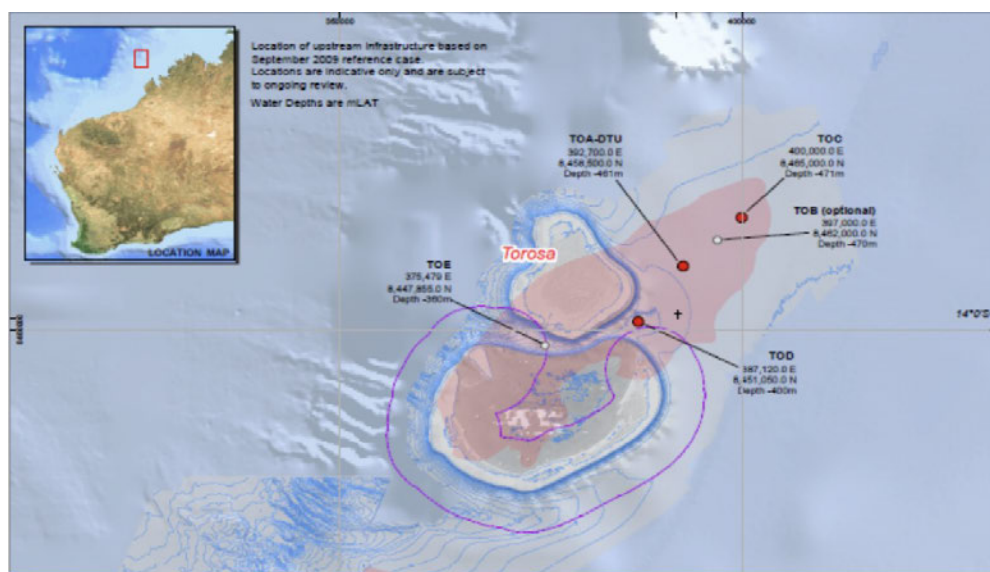 350000
400000
Location of upstream infrastructure based on
September 2009 reference case.
Locations are indicative only and are subject
to ongoing review.
Water Depths are mLAT
LOCATION MAP
TOA-DTU
392,700.0 E
8,458,500.0 N
Depth -461m
TOC
400,000.0 E
8,465,000.0 N
Depth -471m
TOB (optional)
397,000.0 E
8,462,000.0 N
Depth -470m
Torosa
TOE
375,479 E
8,447,855.0 N
Depth -360m
14°0'S
TOD
387,120.0 E
8,451,050.0 N
Depth -400m